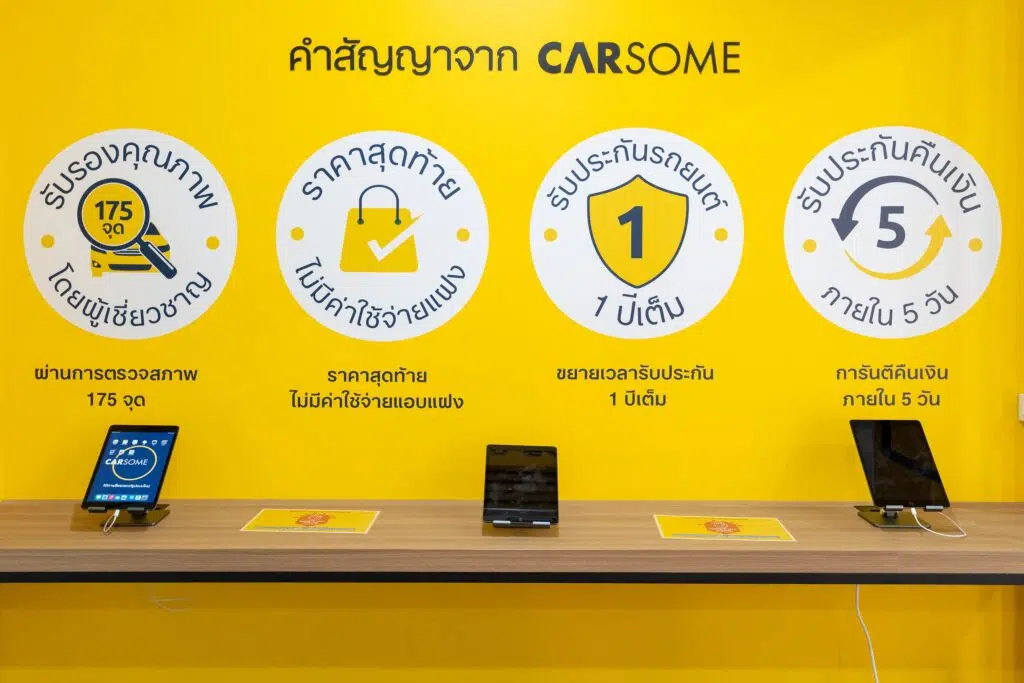 คำสัญญาจาก CARSOME
รับรองคุณภาพ
175
จุด
โดยผู้เชี่ยวชาญ
ราคาสุดท้าย
ไม่มีค่าใช้จ่ายแฝง
รับประกันรถยนต์
1
1 ปีเต็ม
รับประกันคืนเงิน
5
ภายใน 5 วัน
ผ่านการตรวจสภาพ
175 จุด
ราคาสุดท้าย
ไม่มีค่าใช้จ่ายแอบแฝง
ขยายเวลารับประกัน
1 ปีเต็ม
การันตีคืนเงิน
ภายใน 5 วัน
CARSOME